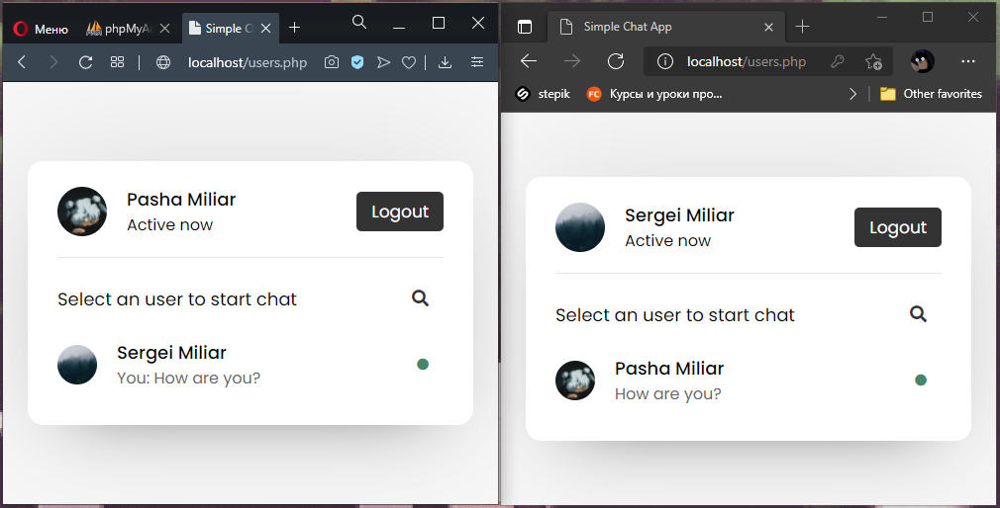 Меню
phpMyA
Simple C
localhost/users.php
Pasha Miliar
Active now
Logout
Select an user to start chat
Sergei Miliar
You: How are you?
Simple Chat App
localhost/users.php
stepik
FC
Курсы и уроки про...
Other favorites
Sergei Miliar
Active now
Logout
Select an user to start chat
Pasha Miliar
How are you?